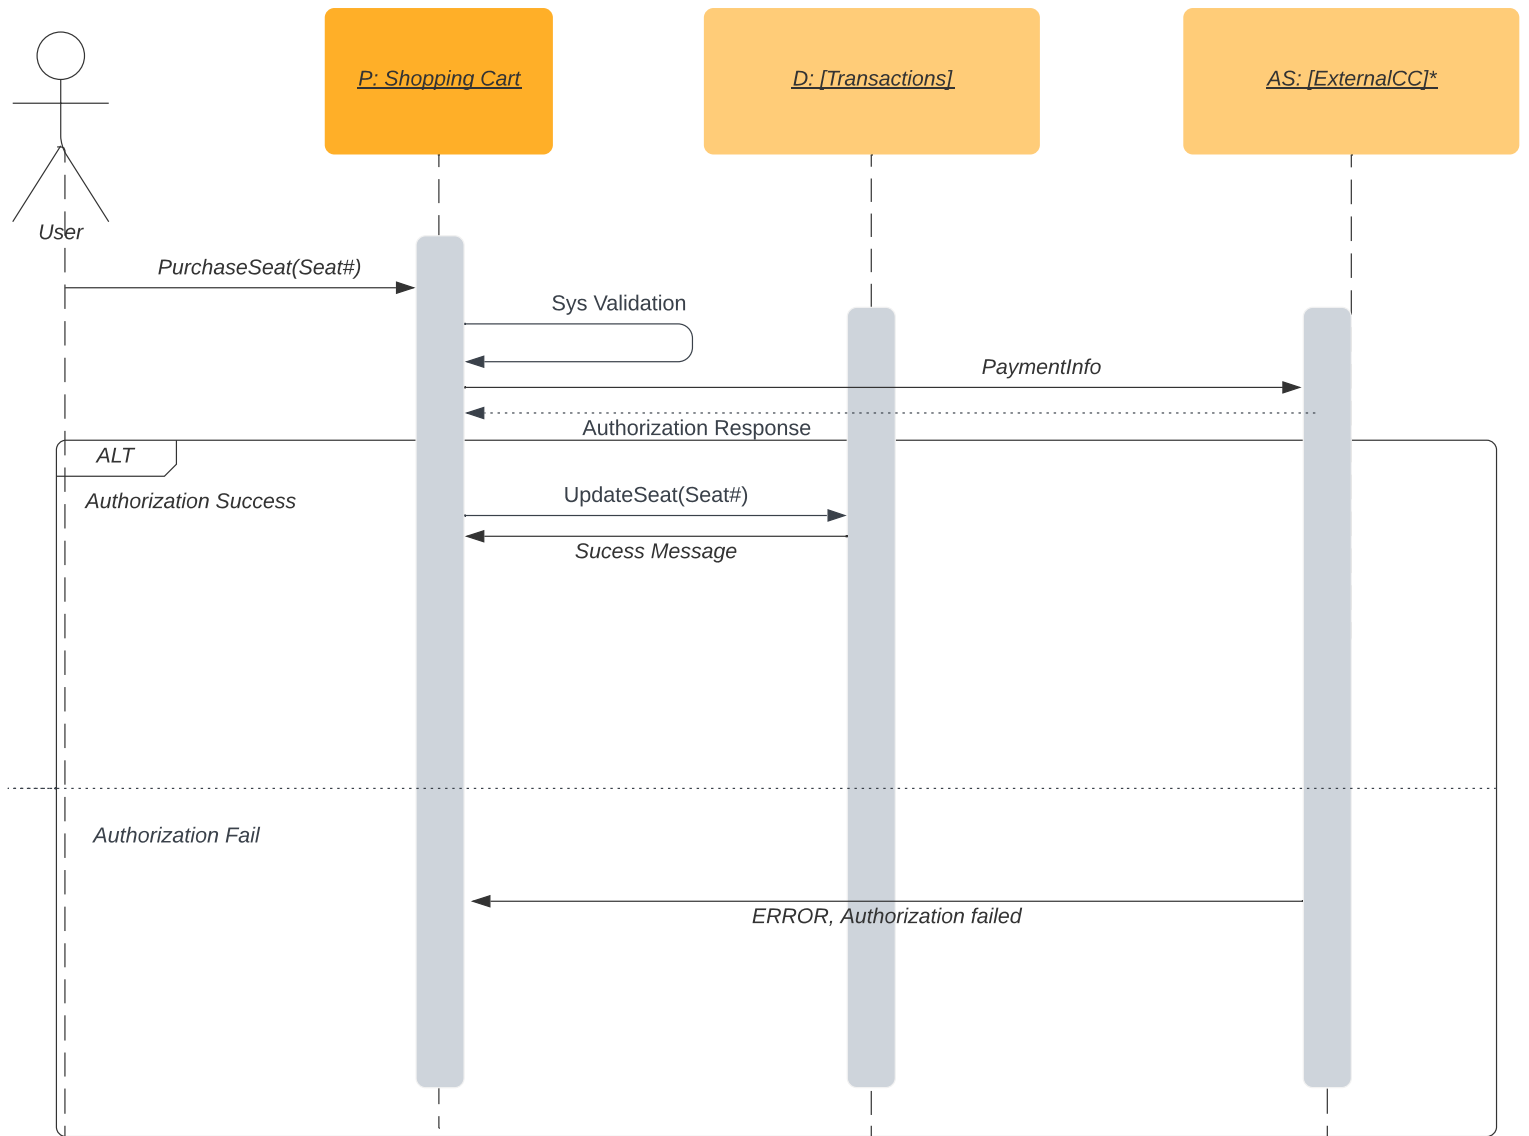 P: Shopping Cart
D: [Transactions]
AS: [ExternalCC]*
User
PurchaseSeat(Seat#)
Sys Validation
PaymentInfo
Authorization Response
ALT
Authorization Success
UpdateSeat(Seat#)
Sucess Message
Authorization Fail
ERROR, Authorization failed